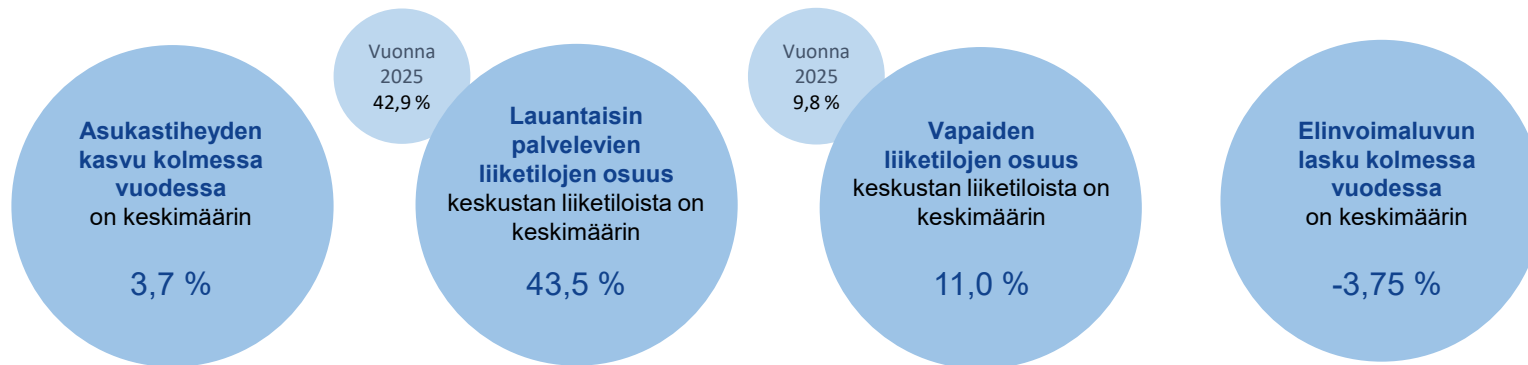 Asukastiheyden
kasvu kolmessa
vuodessa
on keskimäärin
3,7 %
Vuonna
2025
42,9 %
Lauantaisin
palvelevien
liiketilojen osuus
keskustan liiketiloista on
keskimäärin
43,5 %
Vuonna
2025
9,8 %
Vapaiden
liiketilojen osuus
keskustan liiketiloista on
keskimäärin
11,0 %
Elinvoimaluvun
lasku kolmessa
vuodessa
on keskimäärin
-3,75 %